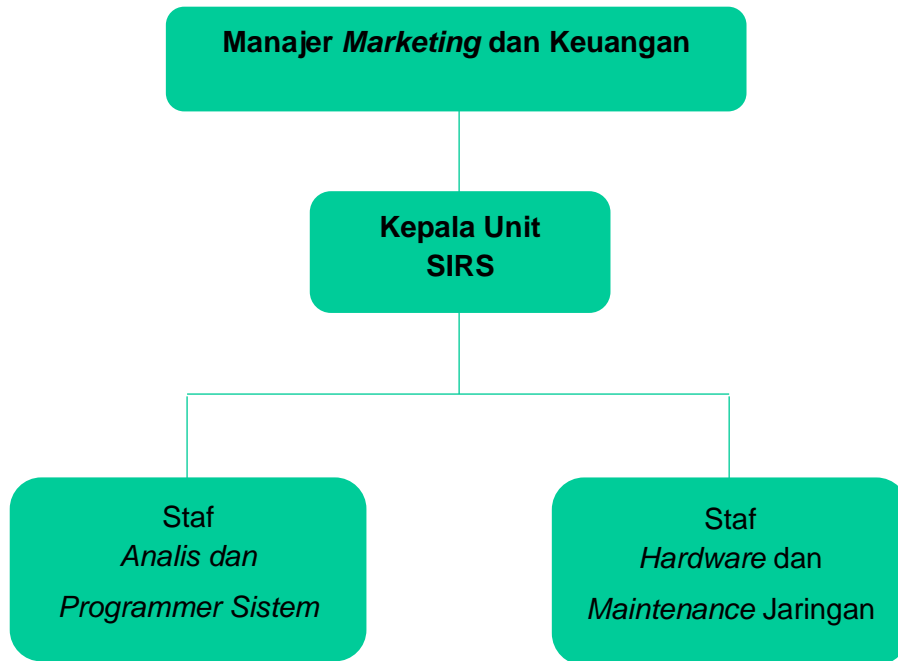 Manajer Marketing dan Keuangan
Kepala Unit
SIRS
Staf
Analis dan
Programmer Sistem
Staf
Hardware dan
Maintenance Jaringan